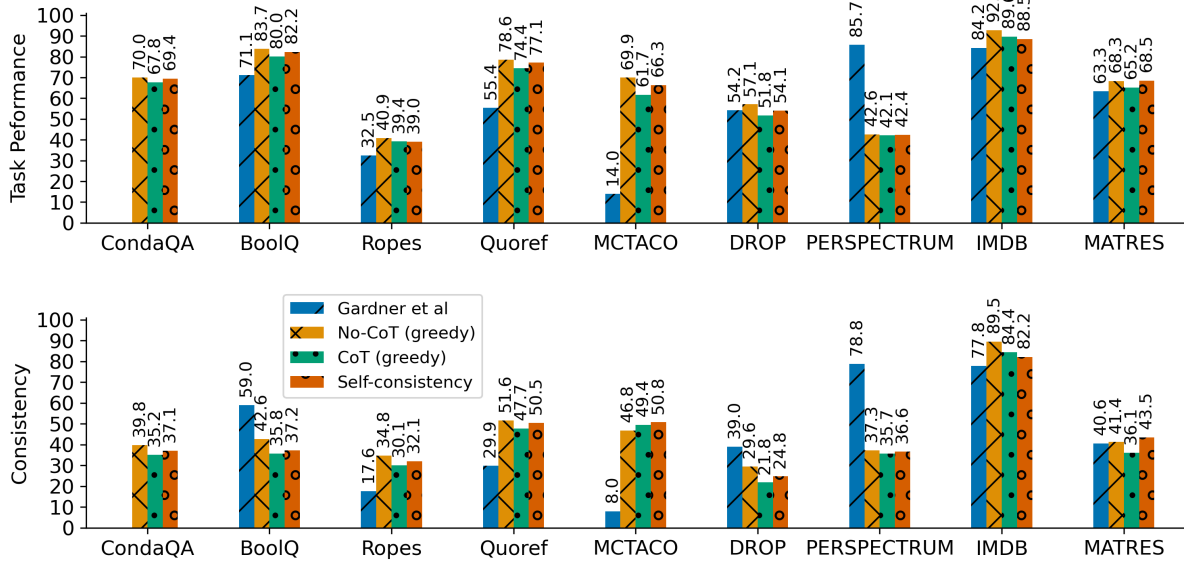 Task Peformance
100
90
80
70
60
50
40
30
20
10
0
70.0 67.8 69.4
71.1 83.7 80.0 82.2
32.5 40.9 39.4 39.0
55.4 78.6 74.4 77.1
14.0 69.9 61.7 66.3
54.2 57.1 51.8 54.1
85.7 42.6 42.1 42.4
84.2
63.3 68.3 65.2 68.5
CondaQA BoolQ Ropes Quoref MCTACO DROP PERSPECTRUM IMDB MATRES
Gardner et al
No-CoT (greedy)
CoT (greedy)
Self-consistency
Consistency
100
90
80
70
60
50
40
30
20
10
0
39.8 35.2 37.1
59.0 42.6 35.8 37.2
17.6 34.8 30.1 32.1
29.9 51.6 47.7 50.5
8.0 46.8 49.4 50.8
39.0 29.6 21.8 24.8
78.8 37.3 35.7 36.6
77.8 89.5 84.4 82.2
40.6 41.4 36.1 43.5
CondaQA BoolQ Ropes Quoref MCTACO DROP PERSPECTRUM IMDB MATRES